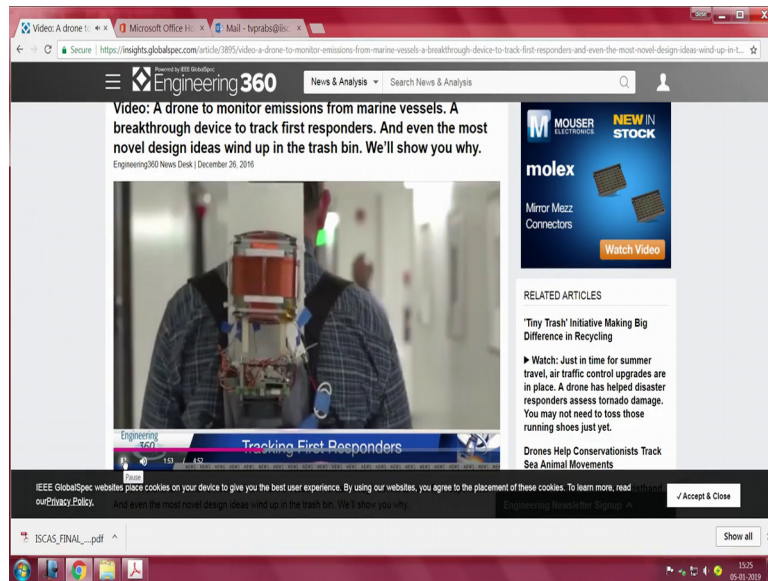 Video: A drone to
Microsoft Office Ho
Mail - tvprabs@iisc.
Secure | https://insights.globalspec.com/article/3895/video-a-drone-to-monitor-emissions-from-marine-vessels-a-breakthrough-device-to-track-first-responders-and-even-the-most-novel-design-ideas-wind-up-in-t...
Powered by IEEE GlobalSpec
Engineering360
News & Analysis
Search News & Analysis
Video: A drone to monitor emissions from marine vessels. A
breakthrough device to track first responders. And even the most
novel design ideas wind up in the trash bin. We'll show you why.
Engineering360 News Desk | December 26, 2016
Engineering
360
Tracking First Responders
NEWS NEWS NEWS NEWS NEWS
1:53 / 4:52
Pause
M MOUSER
ELECTRONICS
NEW IN
STOCK
molex
Mirror Mezz
Connectors
Watch Video
RELATED ARTICLES
'Tiny Trash' Initiative Making Big
Difference in Recycling
▶ Watch: Just in time for summer
travel, air traffic control upgrades are
in place. A drone has helped disaster
responders assess tornado damage.
You may not need to toss those
running shoes just yet.
Drones Help Conservationists Track
Sea Animal Movements
IEEE GlobalSpec websites place cookies on your device to give you the best user experience. By using our websites, you agree to the placement of these cookies. To learn more, read
ourPrivacy Policy.
✓Accept & Close
And even the most novel design ideas wind up in the trash bin. We'll show you why.
Engineering Newsletter Signup
ISCAS_FINAL_....pdf
Show all
15:25
05-01-2019